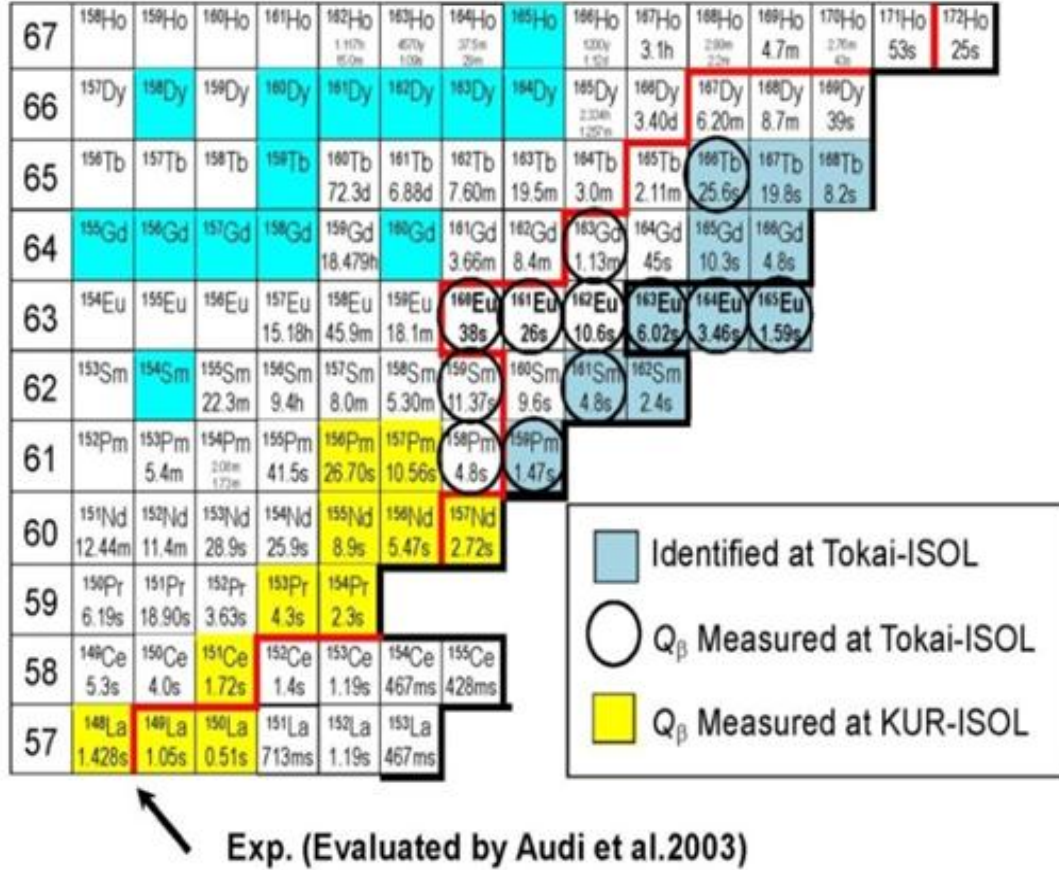 67 ¹⁵⁸Ho ¹⁵⁹Ho ¹⁶⁰Ho ¹⁶¹Ho ¹⁶²Ho ¹⁶³Ho ¹⁶⁴Ho ¹⁶⁵Ho ¹⁶⁶Ho ¹⁶⁷Ho ¹⁶⁸Ho ¹⁶⁹Ho ¹⁷⁰Ho ¹⁷¹Ho ¹⁷²Ho
3.1h 4.7m 53s 25s
66 ¹⁵⁷Dy ¹⁵⁸Dy ¹⁵⁹Dy ¹⁶⁰Dy ¹⁶¹Dy ¹⁶²Dy ¹⁶³Dy ¹⁶⁴Dy ¹⁶⁵Dy ¹⁶⁶Dy ¹⁶⁷Dy ¹⁶⁸Dy ¹⁶⁹Dy
3.40d 6.20m 8.7m 39s
65 ¹⁵⁶Tb ¹⁵⁷Tb ¹⁵⁸Tb ¹⁵⁹Tb ¹⁶⁰Tb ¹⁶¹Tb ¹⁶²Tb ¹⁶³Tb ¹⁶⁴Tb ¹⁶⁵Tb ¹⁶⁶Tb ¹⁶⁷Tb ¹⁶⁸Tb
72.3d 6.88d 7.60m 19.5m 3.0m 2.11m 25.6s 19.8s 8.2s
64 ¹⁵⁵Gd ¹⁵⁶Gd ¹⁵⁷Gd ¹⁵⁸Gd ¹⁵⁹Gd ¹⁶⁰Gd ¹⁶¹Gd ¹⁶²Gd ¹⁶³Gd ¹⁶⁴Gd ¹⁶⁵Gd ¹⁶⁶Gd
18.479h 3.66m 8.4m 1.13m 45s 10.3s 4.8s
63 ¹⁵⁴Eu ¹⁵⁵Eu ¹⁵⁶Eu ¹⁵⁷Eu ¹⁵⁸Eu ¹⁵⁹Eu ¹⁶⁰Eu ¹⁶¹Eu ¹⁶²Eu ¹⁶³Eu ¹⁶⁴Eu ¹⁶⁵Eu
15.18h 45.9m 18.1m 38s 26s 10.6s 6.02s 3.46s 1.59s
62 ¹⁵³Sm ¹⁵⁴Sm ¹⁵⁵Sm ¹⁵⁶Sm ¹⁵⁷Sm ¹⁵⁸Sm ¹⁵⁹Sm ¹⁶⁰Sm ¹⁶¹Sm ¹⁶²Sm
22.3m 9.4h 8.0m 5.30m 11.37s 9.6s 4.8s 2.4s
61 ¹⁵²Pm ¹⁵³Pm ¹⁵⁴Pm ¹⁵⁵Pm ¹⁵⁶Pm ¹⁵⁷Pm ¹⁵⁸Pm ¹⁵⁹Pm
5.4m 41.5s 26.70s 10.56s 4.8s 1.47s
60 ¹⁵¹Nd ¹⁵²Nd ¹⁵³Nd ¹⁵⁴Nd ¹⁵⁵Nd ¹⁵⁶Nd ¹⁵⁷Nd
12.44m 11.4m 28.9s 25.9s 8.9s 5.47s 2.72s
59 ¹⁵⁰Pr ¹⁵¹Pr ¹⁵²Pr ¹⁵³Pr ¹⁵⁴Pr
6.19s 18.90s 3.63s 4.3s 2.3s
58 ¹⁴⁹Ce ¹⁵⁰Ce ¹⁵¹Ce ¹⁵²Ce ¹⁵³Ce ¹⁵⁴Ce ¹⁵⁵Ce
5.3s 4.0s 1.72s 1.4s 1.19s 467ms 428ms
57 ¹⁴⁸La ¹⁴⁹La ¹⁵⁰La ¹⁵¹La ¹⁵²La ¹⁵³La
1.428s 1.05s 0.51s 713ms 1.19s 467ms
Identified at Tokai-ISOL
Qᵦ Measured at Tokai-ISOL
Qᵦ Measured at KUR-ISOL
Exp. (Evaluated by Audi et al.2003)